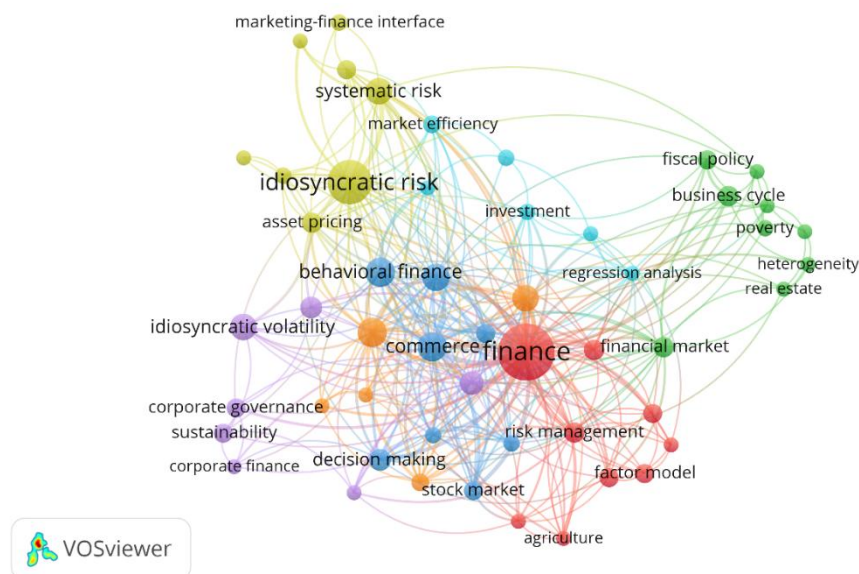 marketing-finance interface
systematic risk
market efficiency
fiscal policy
idiosyncratic risk
business cycle
investment
asset pricing
poverty
behavioral finance
regression analysis
heterogeneity
real estate
idiosyncratic volatility
commerce
finance
financial market
corporate governance
sustainability
risk management
corporate finance
decision making
factor model
stock market
agriculture
VOSviewer